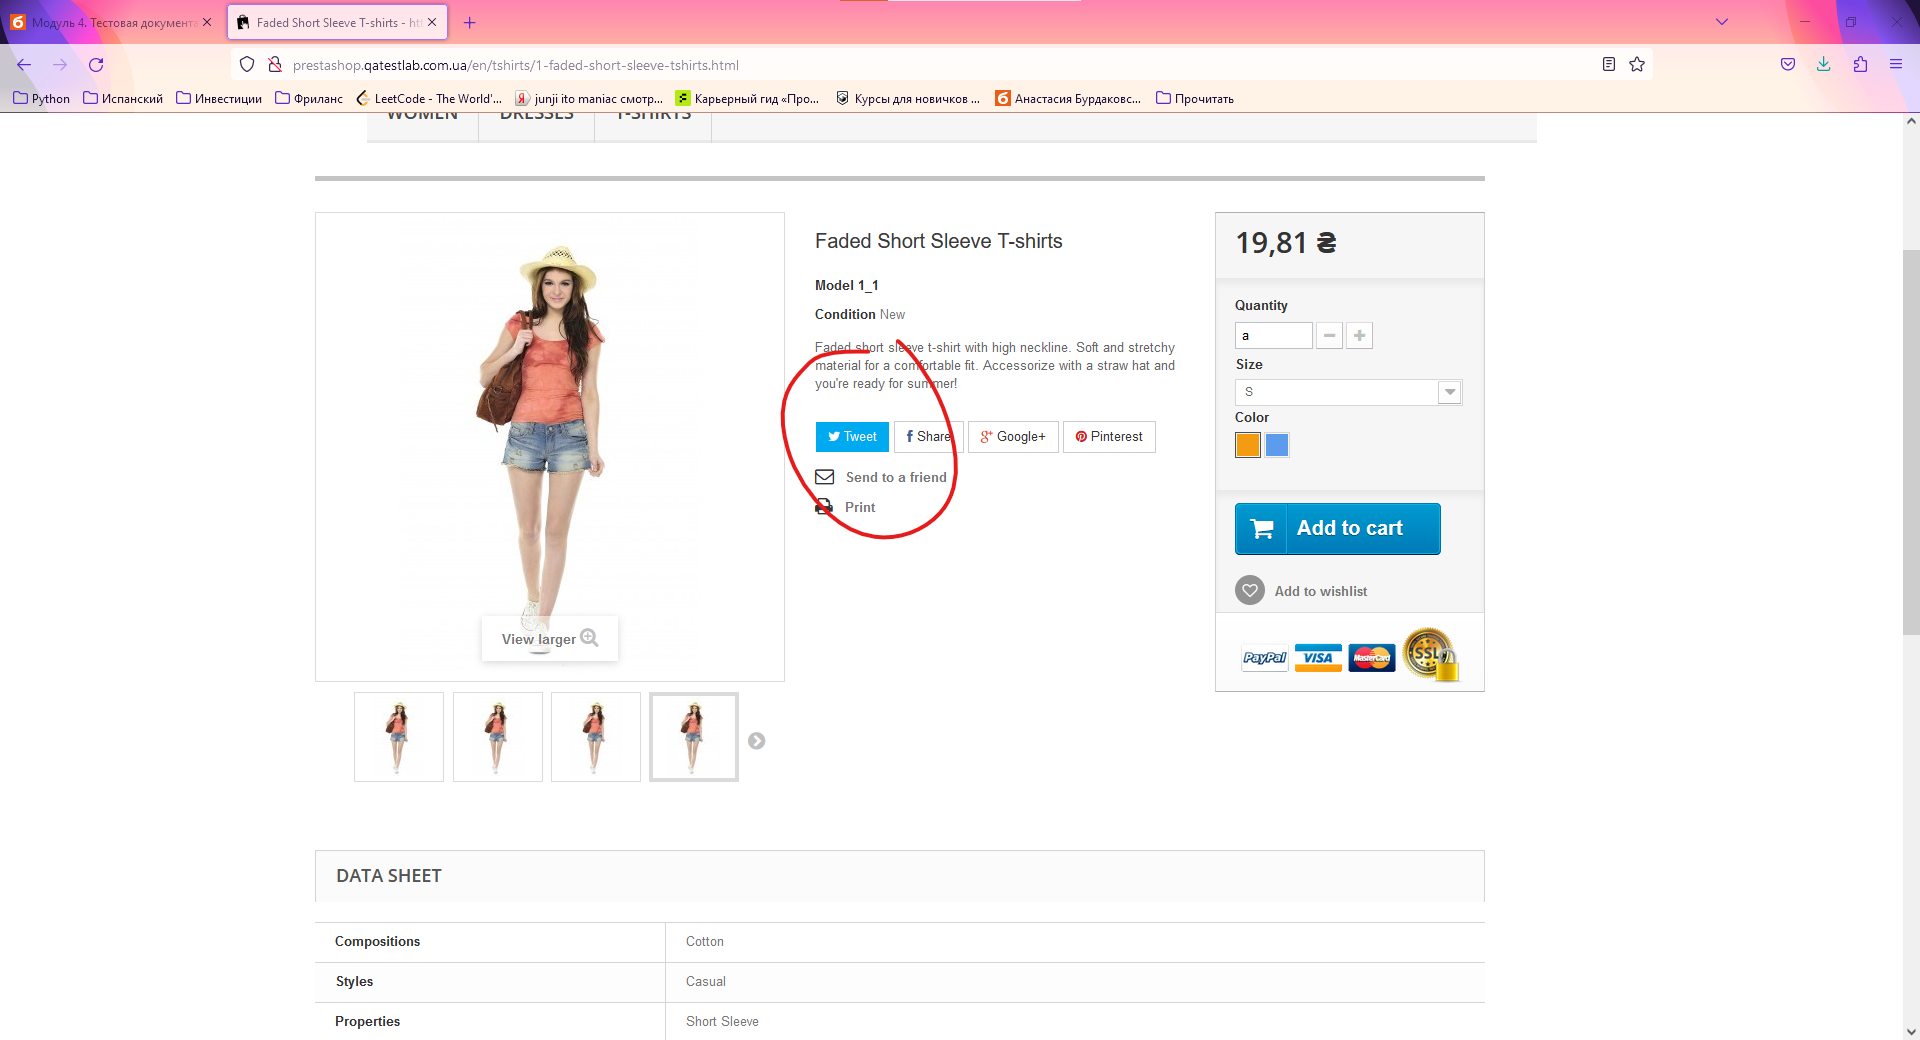 Модуль 4. Тестовая документа
Faded Short Sleeve T-shirts - ht
prestashop.qatestlab.com.ua/en/tshirts/1-faded-short-sleeve-tshirts.html
Python Испанский Инвестиции Фриланс LeetCode - The World'... junji ito maniac смотр... Карьерный гид «Про... Курсы для новичков ... Анастасия Бурдаковс... Прочитать
WOMEN DRESSES T-SHIRTS
Faded Short Sleeve T-shirts
Model 1_1
Condition New
Faded short sleeve t-shirt with high neckline. Soft and stretchy
material for a comfortable fit. Accessorize with a straw hat and
you're ready for summer!
Tweet Share Google+ Pinterest
Send to a friend
Print
View larger
19,81 ₴
Quantity
a
Size
S
Color
Add to cart
Add to wishlist
PayPal VISA MasterCard SSL
DATA SHEET
Compositions Cotton
Styles Casual
Properties Short Sleeve